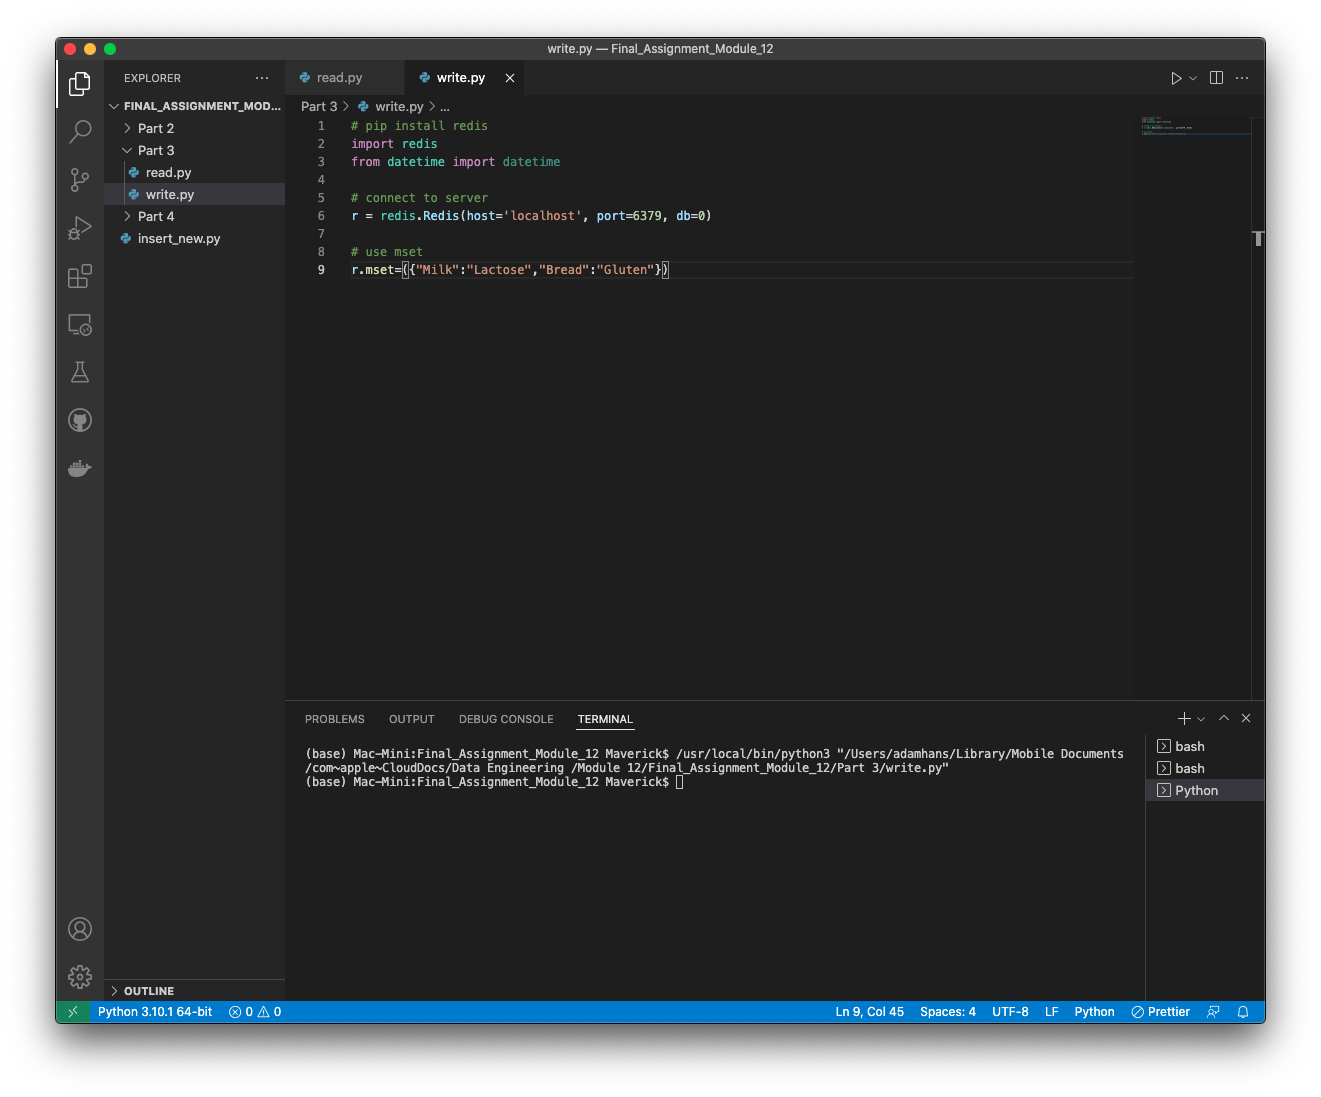 write.py — Final_Assignment_Module_12
EXPLORER
FINAL_ASSIGNMENT_MOD...
Part 2
Part 3
read.py
write.py
Part 4
insert_new.py
OUTLINE
read.py
write.py
Part 3 > write.py > ...
1 # pip install redis
2 import redis
3 from datetime import datetime
4
5 # connect to server
6 r = redis.Redis(host='localhost', port=6379, db=0)
7
8 # use mset
9 r.mset=({"Milk":"Lactose","Bread":"Gluten"})
PROBLEMS OUTPUT DEBUG CONSOLE TERMINAL
(base) Mac-Mini:Final_Assignment_Module_12 Maverick$ /usr/local/bin/python3 "/Users/adamhans/Library/Mobile Documents
/com~apple~CloudDocs/Data Engineering /Module 12/Final_Assignment_Module_12/Part 3/write.py"
(base) Mac-Mini:Final_Assignment_Module_12 Maverick$
bash
bash
Python
Python 3.10.1 64-bit 0 0 Ln 9, Col 45 Spaces: 4 UTF-8 LF Python Prettier